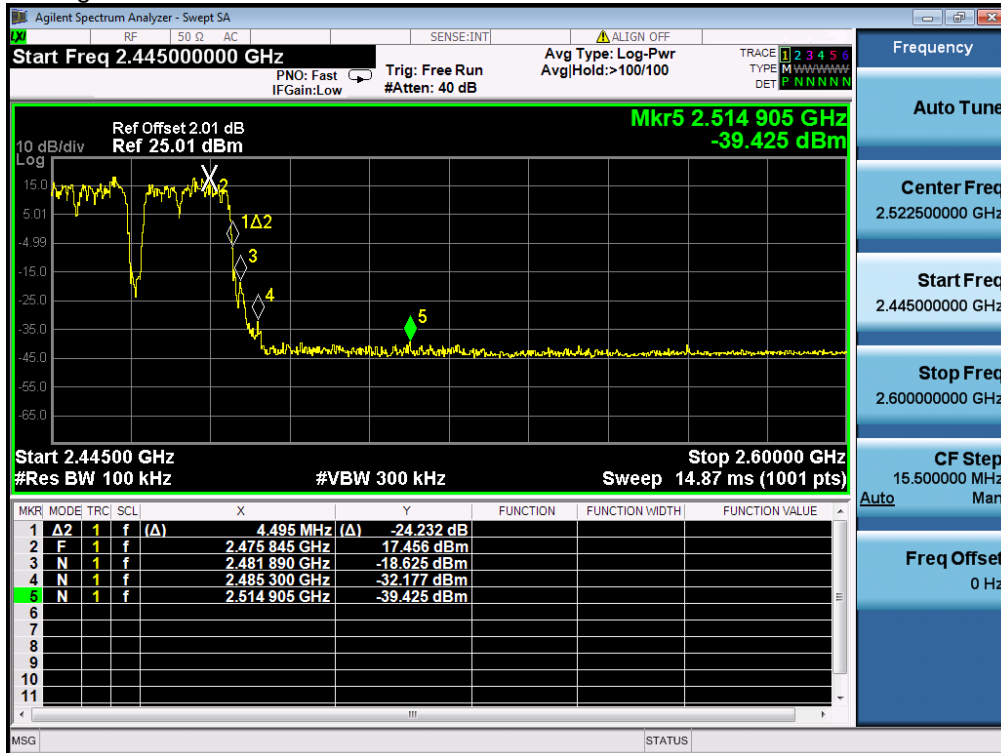 Agilent Spectrum Analyzer - Swept SA
LXI RF 50 Ω AC SENSE:INT ALIGN OFF
Start Freq 2.445000000 GHz
PNO: Fast
IFGain:Low
Trig: Free Run
#Atten: 40 dB
Avg Type: Log-Pwr
Avg|Hold:>100/100
TRACE 1 2 3 4 5 6
TYPE M WWWWW
DET P N N N N N
Mkr5 2.514 905 GHz
-39.425 dBm
Ref Offset 2.01 dB
10 dB/div Ref 25.01 dBm
Log
15.0
5.01
-4.99
-15.0
-25.0
-35.0
-45.0
-55.0
-65.0
X2
1Δ2
3
4
5
Start 2.44500 GHz Stop 2.60000 GHz
#Res BW 100 kHz #VBW 300 kHz Sweep 14.87 ms (1001 pts)
MKR MODE TRC SCL X Y FUNCTION FUNCTION WIDTH FUNCTION VALUE
1 Δ2 1 f (Δ) 4.495 MHz (Δ) -24.232 dB
2 F 1 f 2.475 845 GHz 17.456 dBm
3 N 1 f 2.481 890 GHz -18.625 dBm
4 N 1 f 2.485 300 GHz -32.177 dBm
5 N 1 f 2.514 905 GHz -39.425 dBm
6
7
8
9
10
11
MSG STATUS
Frequency
Auto Tune
Center Freq
2.522500000 GHz
Start Freq
2.445000000 GHz
Stop Freq
2.600000000 GHz
CF Step
15.500000 MHz
Auto Man
Freq Offset
0 Hz